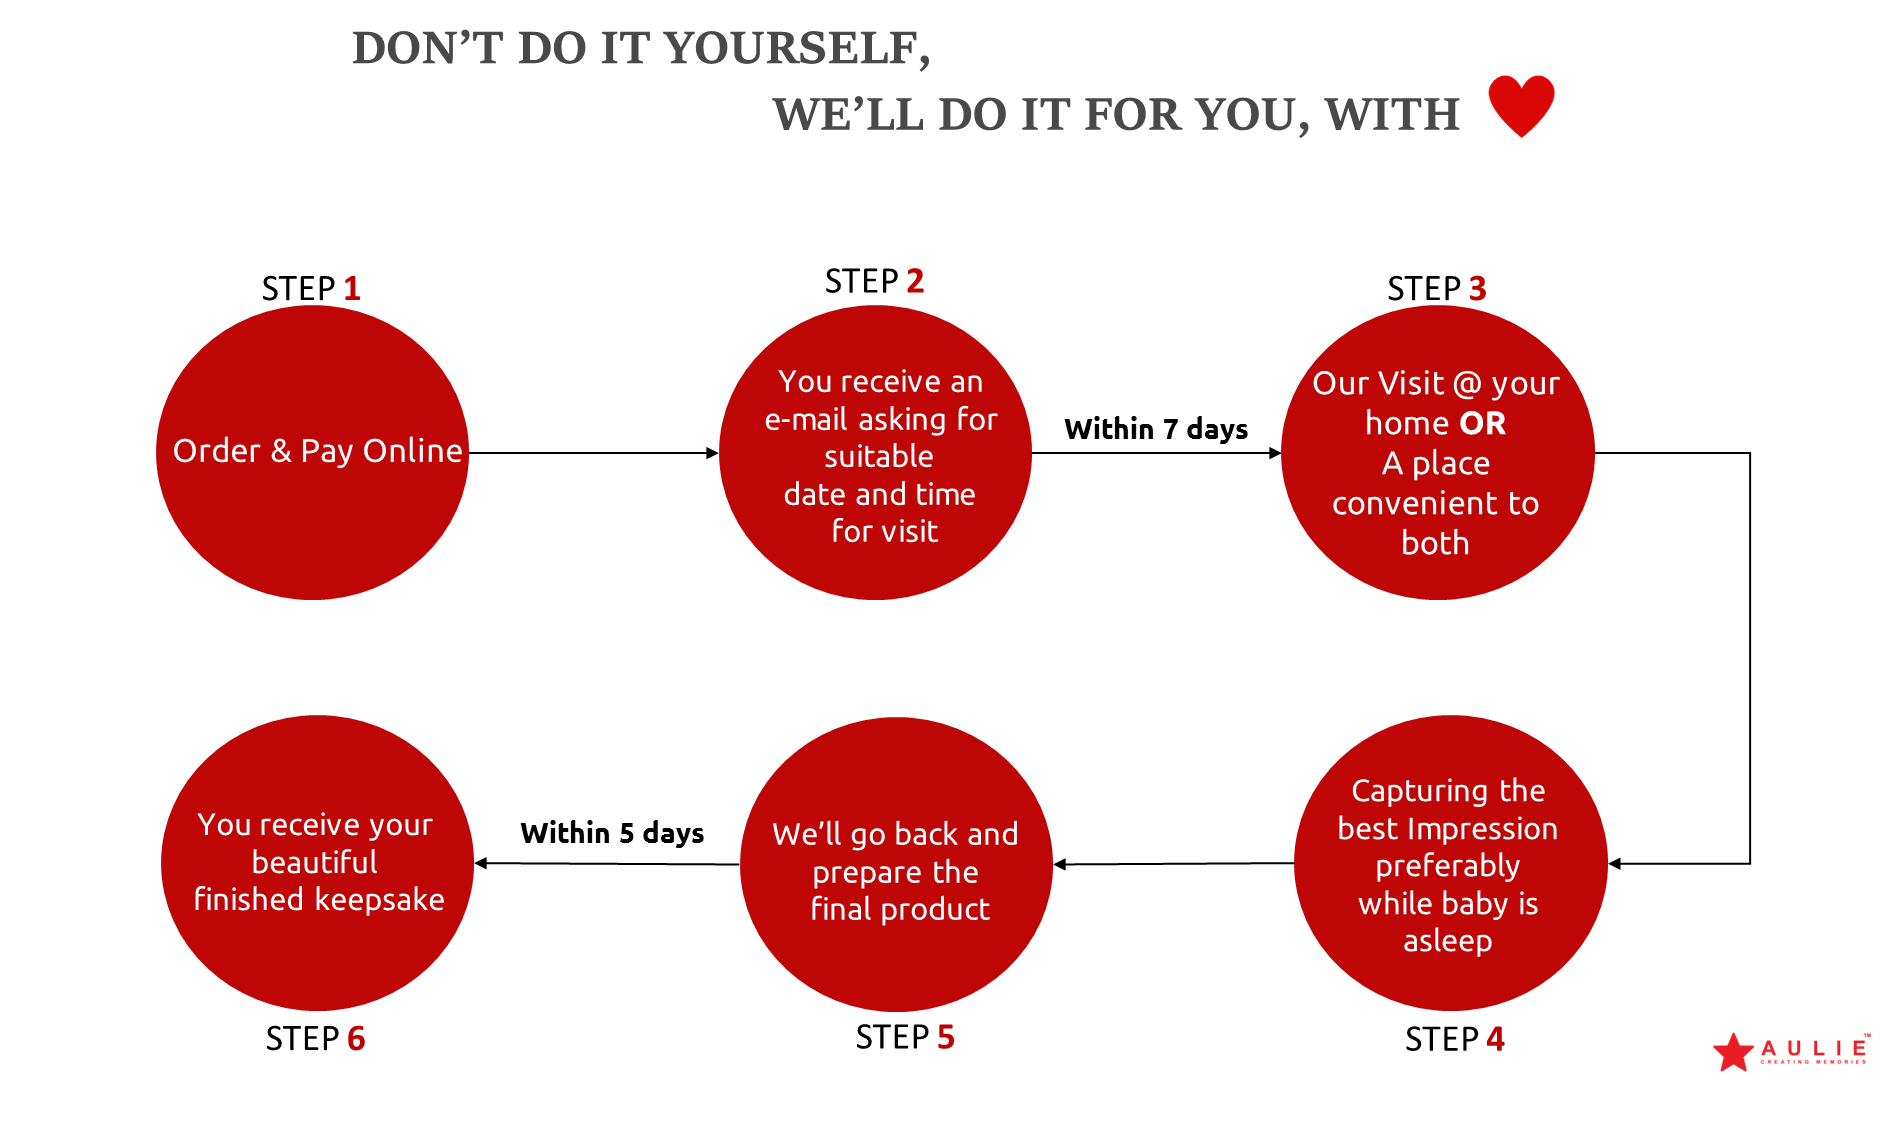 DON’T DO IT YOURSELF,
WE’LL DO IT FOR YOU, WITH
STEP 1
Order & Pay Online
STEP 2
You receive an
e-mail asking for
suitable
date and time
for visit
Within 7 days
STEP 3
Our Visit @ your
home OR
A place
convenient to
both
Capturing the
best Impression
preferably
while baby is
asleep
STEP 4
We’ll go back and
prepare the
final product
STEP 5
Within 5 days
You receive your
beautiful
finished keepsake
STEP 6
AULIE™
CREATING MEMORIES